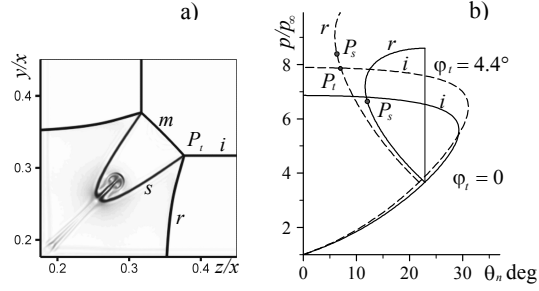 a)
y/x
0.4
0.3
0.2
m
P_t
i
s
r
0.2
0.3
z/x
0.4
b)
p/p_∞
8
6
4
2
r
P_s
i
φ_t = 4.4°
P_t
i
P_s
φ_t = 0
0
10
20
30
θ_n deg